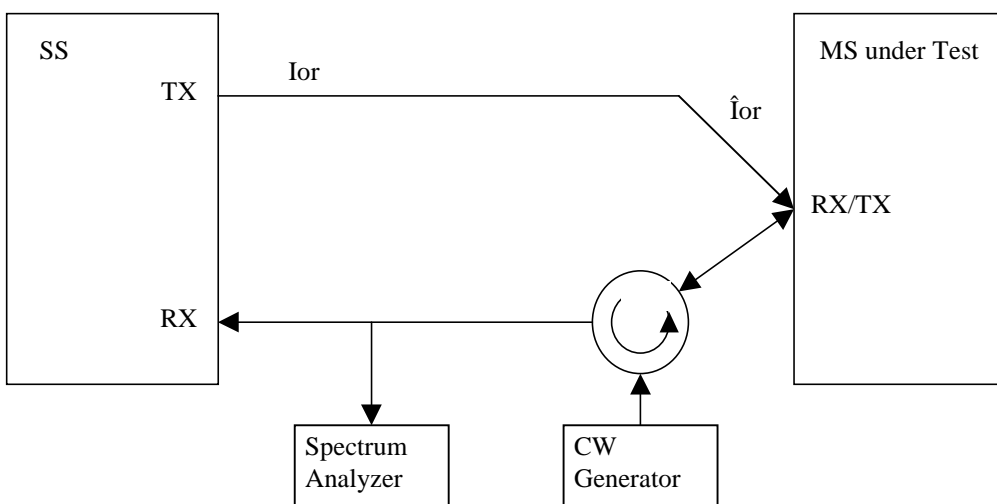 SS
MS under Test
Ior
TX
Îor
RX/TX
RX
Spectrum
Analyzer
CW
Generator